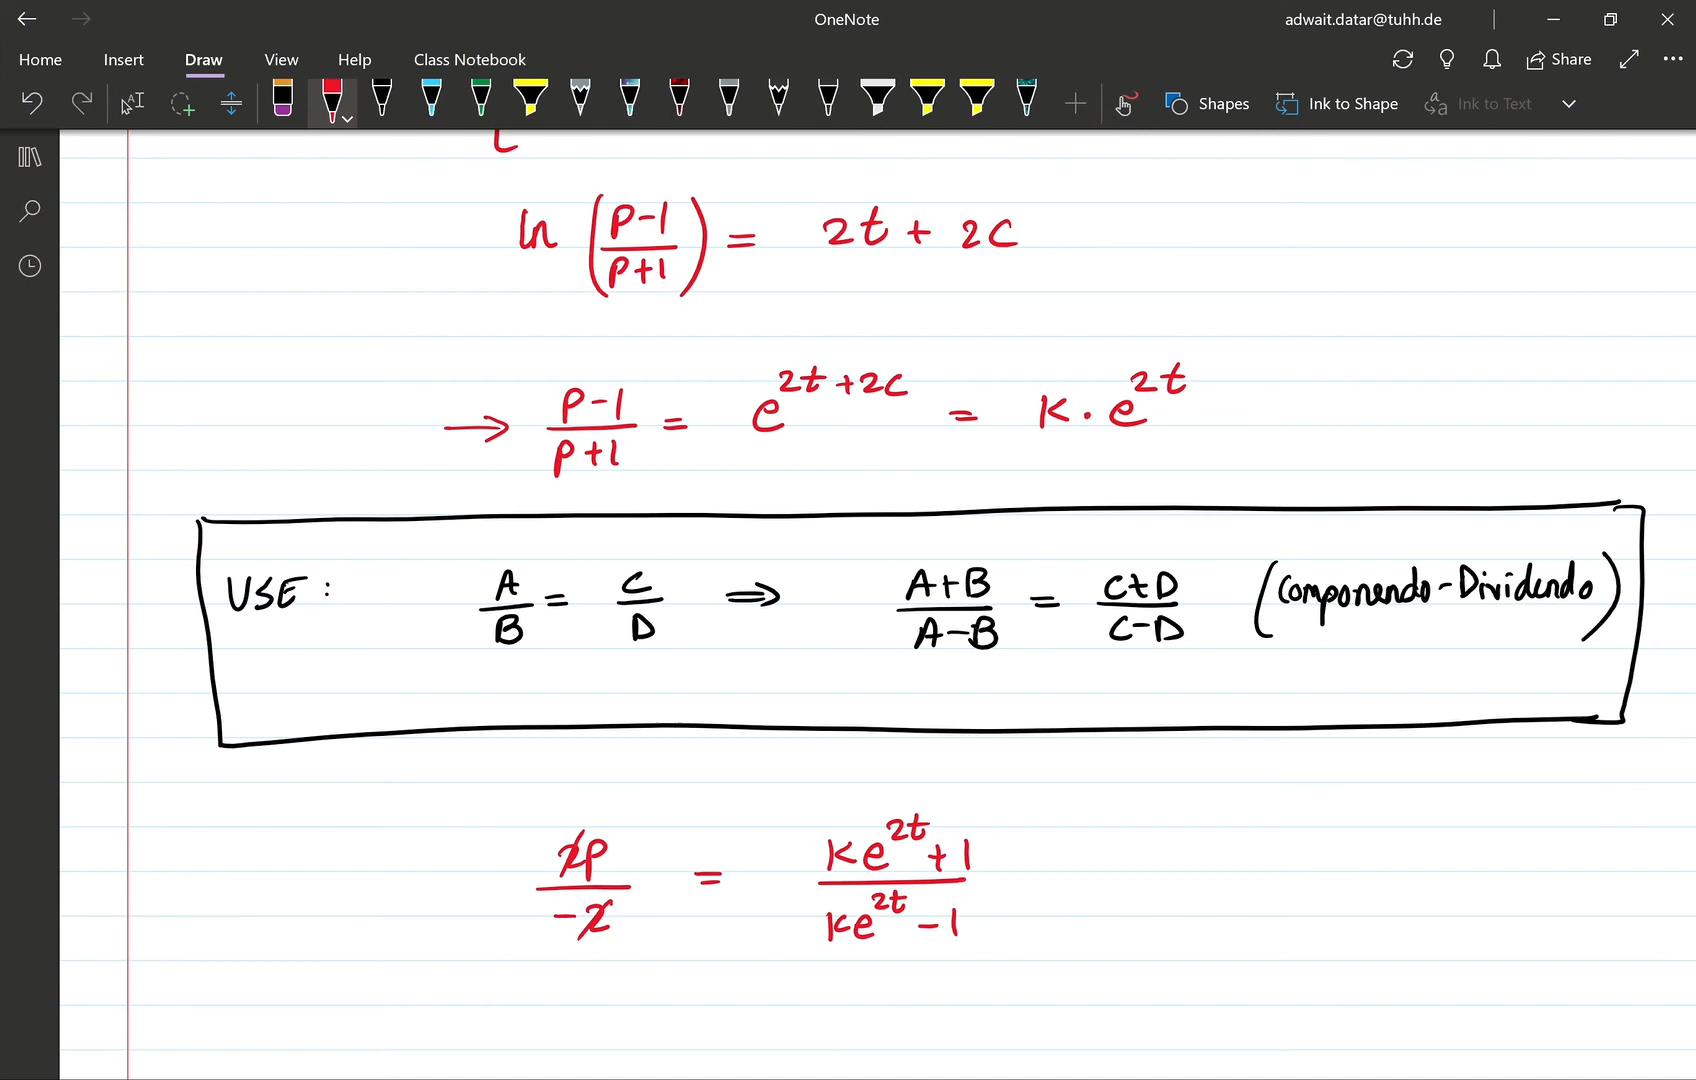 OneNote
adwait.datar@tuhh.de
Home Insert Draw View Help Class Notebook
Share
Shapes Ink to Shape Ink to Text
ln (P-1/P+1) = 2t + 2C
→ P-1/P+1 = e^{2t+2C} = K · e^{2t}
USE : A/B = C/D ⇒ A+B/A-B = C+D/C-D (Componendo-Dividendo)
2P/-2 = Ke^{2t}+1/Ke^{2t}-1